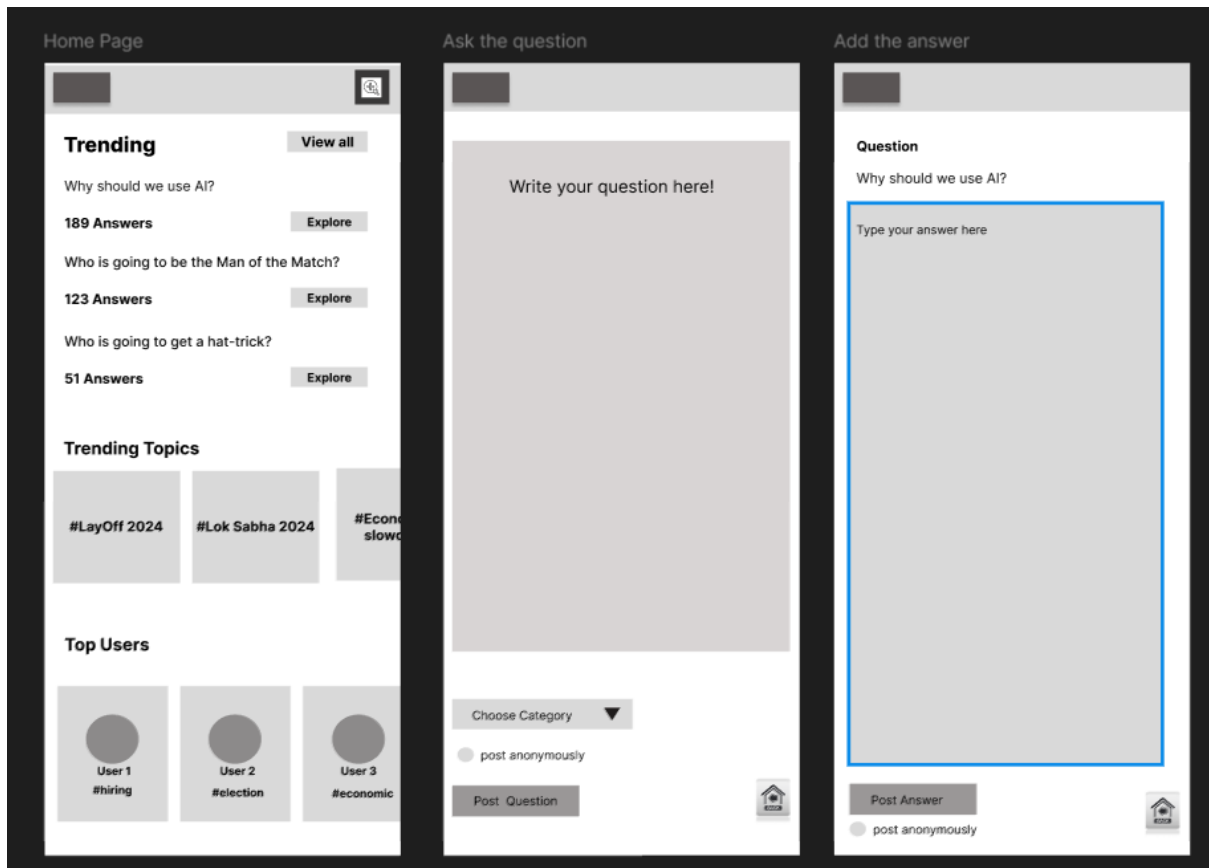 Home Page
Trending
View all
Why should we use AI?
189 Answers
Explore
Who is going to be the Man of the Match?
123 Answers
Explore
Who is going to get a hat-trick?
51 Answers
Explore
Trending Topics
#LayOff 2024
#Lok Sabha 2024
#Econo
slowd
Top Users
User 1
#hiring
User 2
#election
User 3
#economic
Ask the question
Write your question here!
Choose Category
post anonymously
Post Question
BACK
Add the answer
Question
Why should we use AI?
Type your answer here
Post Answer
post anonymously
BACK